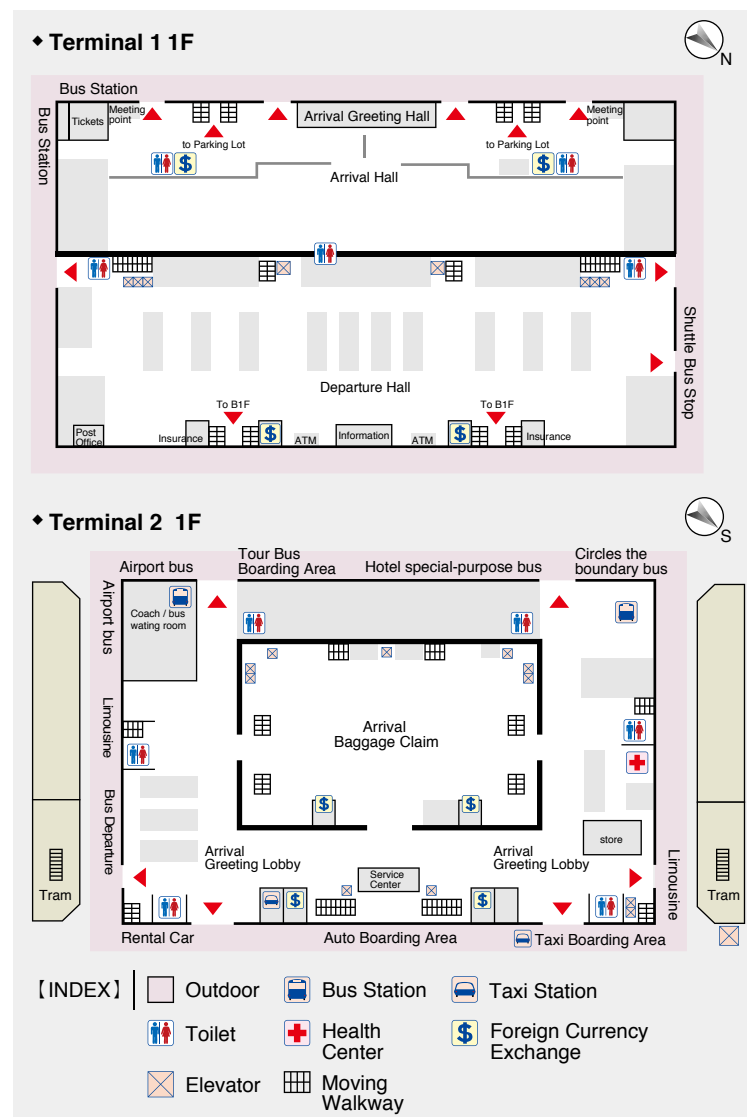 Terminal 1 1F
N
Bus Station
Bus Station
Tickets
Meeting
point
Arrival Greeting Hall
Meeting
point
to Parking Lot
to Parking Lot
$
$
Arrival Hall
Shuttle Bus Stop
Departure Hall
To B1F
To B1F
Post
Office
Insurance
$
ATM
Information
ATM
$
Insurance
Terminal 2 1F
S
Airport bus
Tour Bus
Boarding Area
Hotel special-purpose bus
Circles the
boundary bus
Airport bus
Coach / bus
wating room
Limousine
Arrival
Baggage Claim
Bus Departure
$
$
store
Arrival
Greeting Lobby
Arrival
Greeting Lobby
Service
Center
Limousine
Tram
Tram
$
$
Rental Car
Auto Boarding Area
Taxi Boarding Area
【INDEX】
Outdoor
Bus Station
Taxi Station
Toilet
Health
Center
$
Foreign Currency
Exchange
Elevator
Moving
Walkway